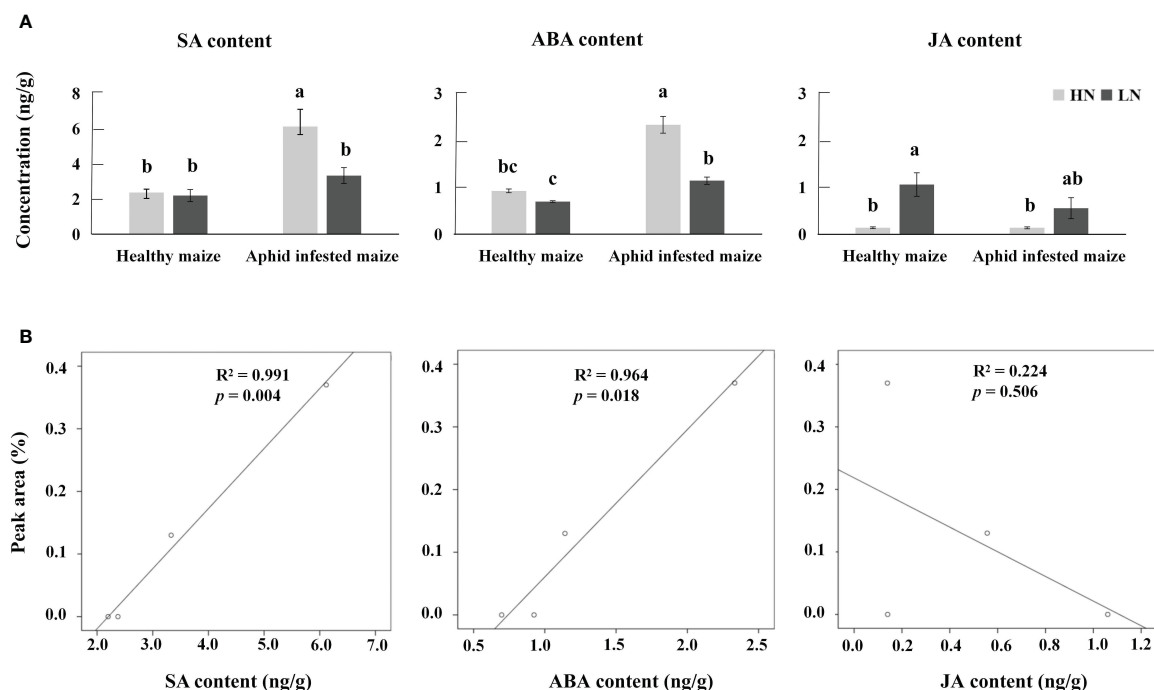 A
SA content
ABA content
JA content
Concentration (ng/g)
8
6
4
2
0
b
b
a
b
Healthy maize
Aphid infested maize
3
2
1
0
bc
c
a
b
Healthy maize
Aphid infested maize
3
2
1
0
HN
LN
b
a
b
ab
Healthy maize
Aphid infested maize
B
Peak area (%)
0.4
0.3
0.2
0.1
0.0
R² = 0.991
p = 0.004
2.0 3.0 4.0 5.0 6.0 7.0
SA content (ng/g)
0.4
0.3
0.2
0.1
0.0
R² = 0.964
p = 0.018
0.5 1.0 1.5 2.0 2.5
ABA content (ng/g)
0.4
0.3
0.2
0.1
0.0
R² = 0.224
p = 0.506
0.0 0.2 0.4 0.6 0.8 1.0 1.2
JA content (ng/g)